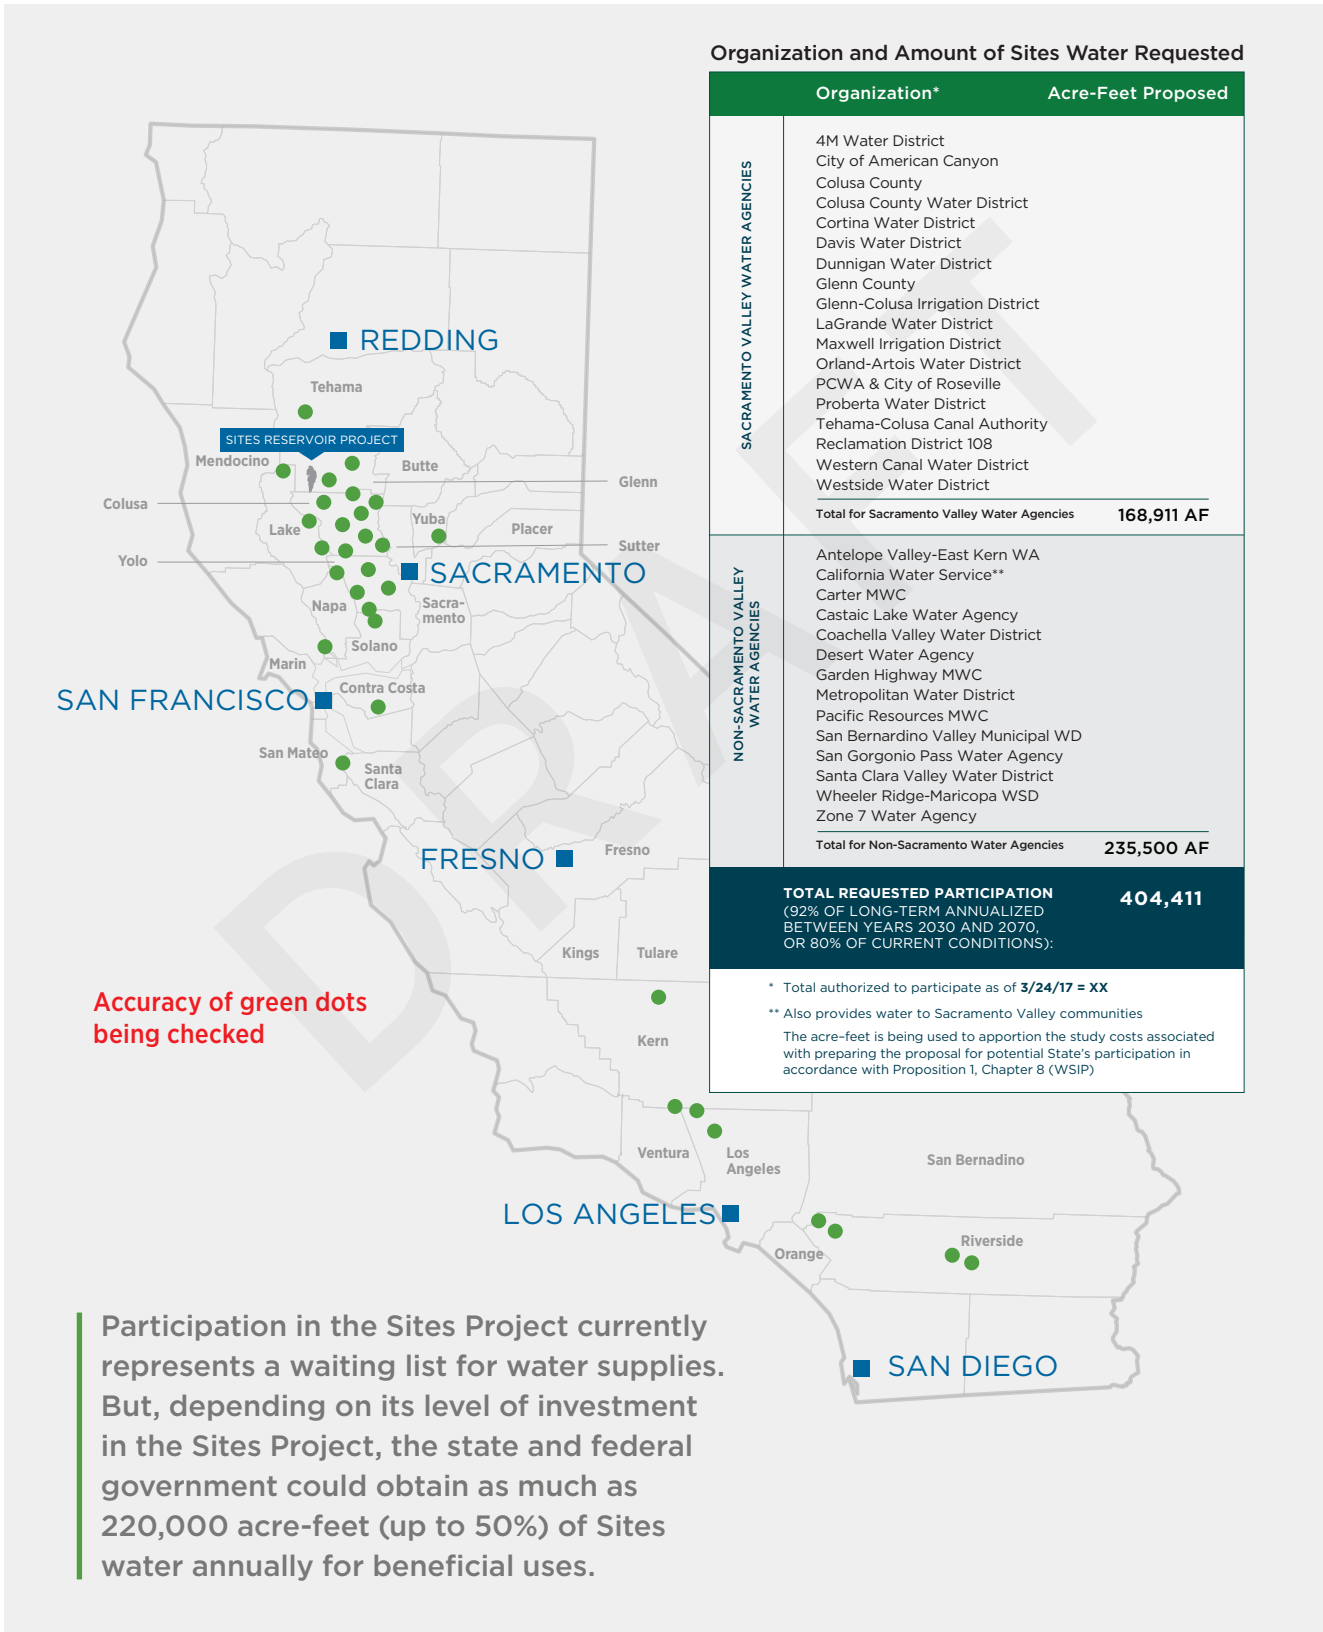 Organization and Amount of Sites Water Requested
Organization* Acre-Feet Proposed
SACRAMENTO VALLEY WATER AGENCIES
4M Water District
City of American Canyon
Colusa County
Colusa County Water District
Cortina Water District
Davis Water District
Dunnigan Water District
Glenn County
Glenn-Colusa Irrigation District
LaGrande Water District
Maxwell Irrigation District
Orland-Artois Water District
PCWA & City of Roseville
Proberta Water District
Tehama-Colusa Canal Authority
Reclamation District 108
Western Canal Water District
Westside Water District
Total for Sacramento Valley Water Agencies 168,911 AF
NON-SACRAMENTO VALLEY
WATER AGENCIES
Antelope Valley-East Kern WA
California Water Service**
Carter MWC
Castaic Lake Water Agency
Coachella Valley Water District
Desert Water Agency
Garden Highway MWC
Metropolitan Water District
Pacific Resources MWC
San Bernardino Valley Municipal WD
San Gorgonio Pass Water Agency
Santa Clara Valley Water District
Wheeler Ridge-Maricopa WSD
Zone 7 Water Agency
Total for Non-Sacramento Water Agencies 235,500 AF
TOTAL REQUESTED PARTICIPATION 404,411
(92% OF LONG-TERM ANNUALIZED
BETWEEN YEARS 2030 AND 2070,
OR 80% OF CURRENT CONDITIONS):
* Total authorized to participate as of 3/24/17 = XX
** Also provides water to Sacramento Valley communities
The acre–feet is being used to apportion the study costs associated
with preparing the proposal for potential State's participation in
accordance with Proposition 1, Chapter 8 (WSIP)
REDDING
Tehama
SITES RESERVOIR PROJECT
Mendocino
Butte
Glenn
Colusa
Yuba
Placer
Lake
Sutter
Yolo
SACRAMENTO
Napa
Sacra-
mento
Solano
Marin
Contra Costa
SAN FRANCISCO
San Mateo
Santa
Clara
FRESNO
Fresno
Kings
Tulare
Accuracy of green dots
being checked
Kern
Ventura
Los
Angeles
San Bernadino
LOS ANGELES
Orange
Riverside
SAN DIEGO
DRAFT
Participation in the Sites Project currently
represents a waiting list for water supplies.
But, depending on its level of investment
in the Sites Project, the state and federal
government could obtain as much as
220,000 acre-feet (up to 50%) of Sites
water annually for beneficial uses.